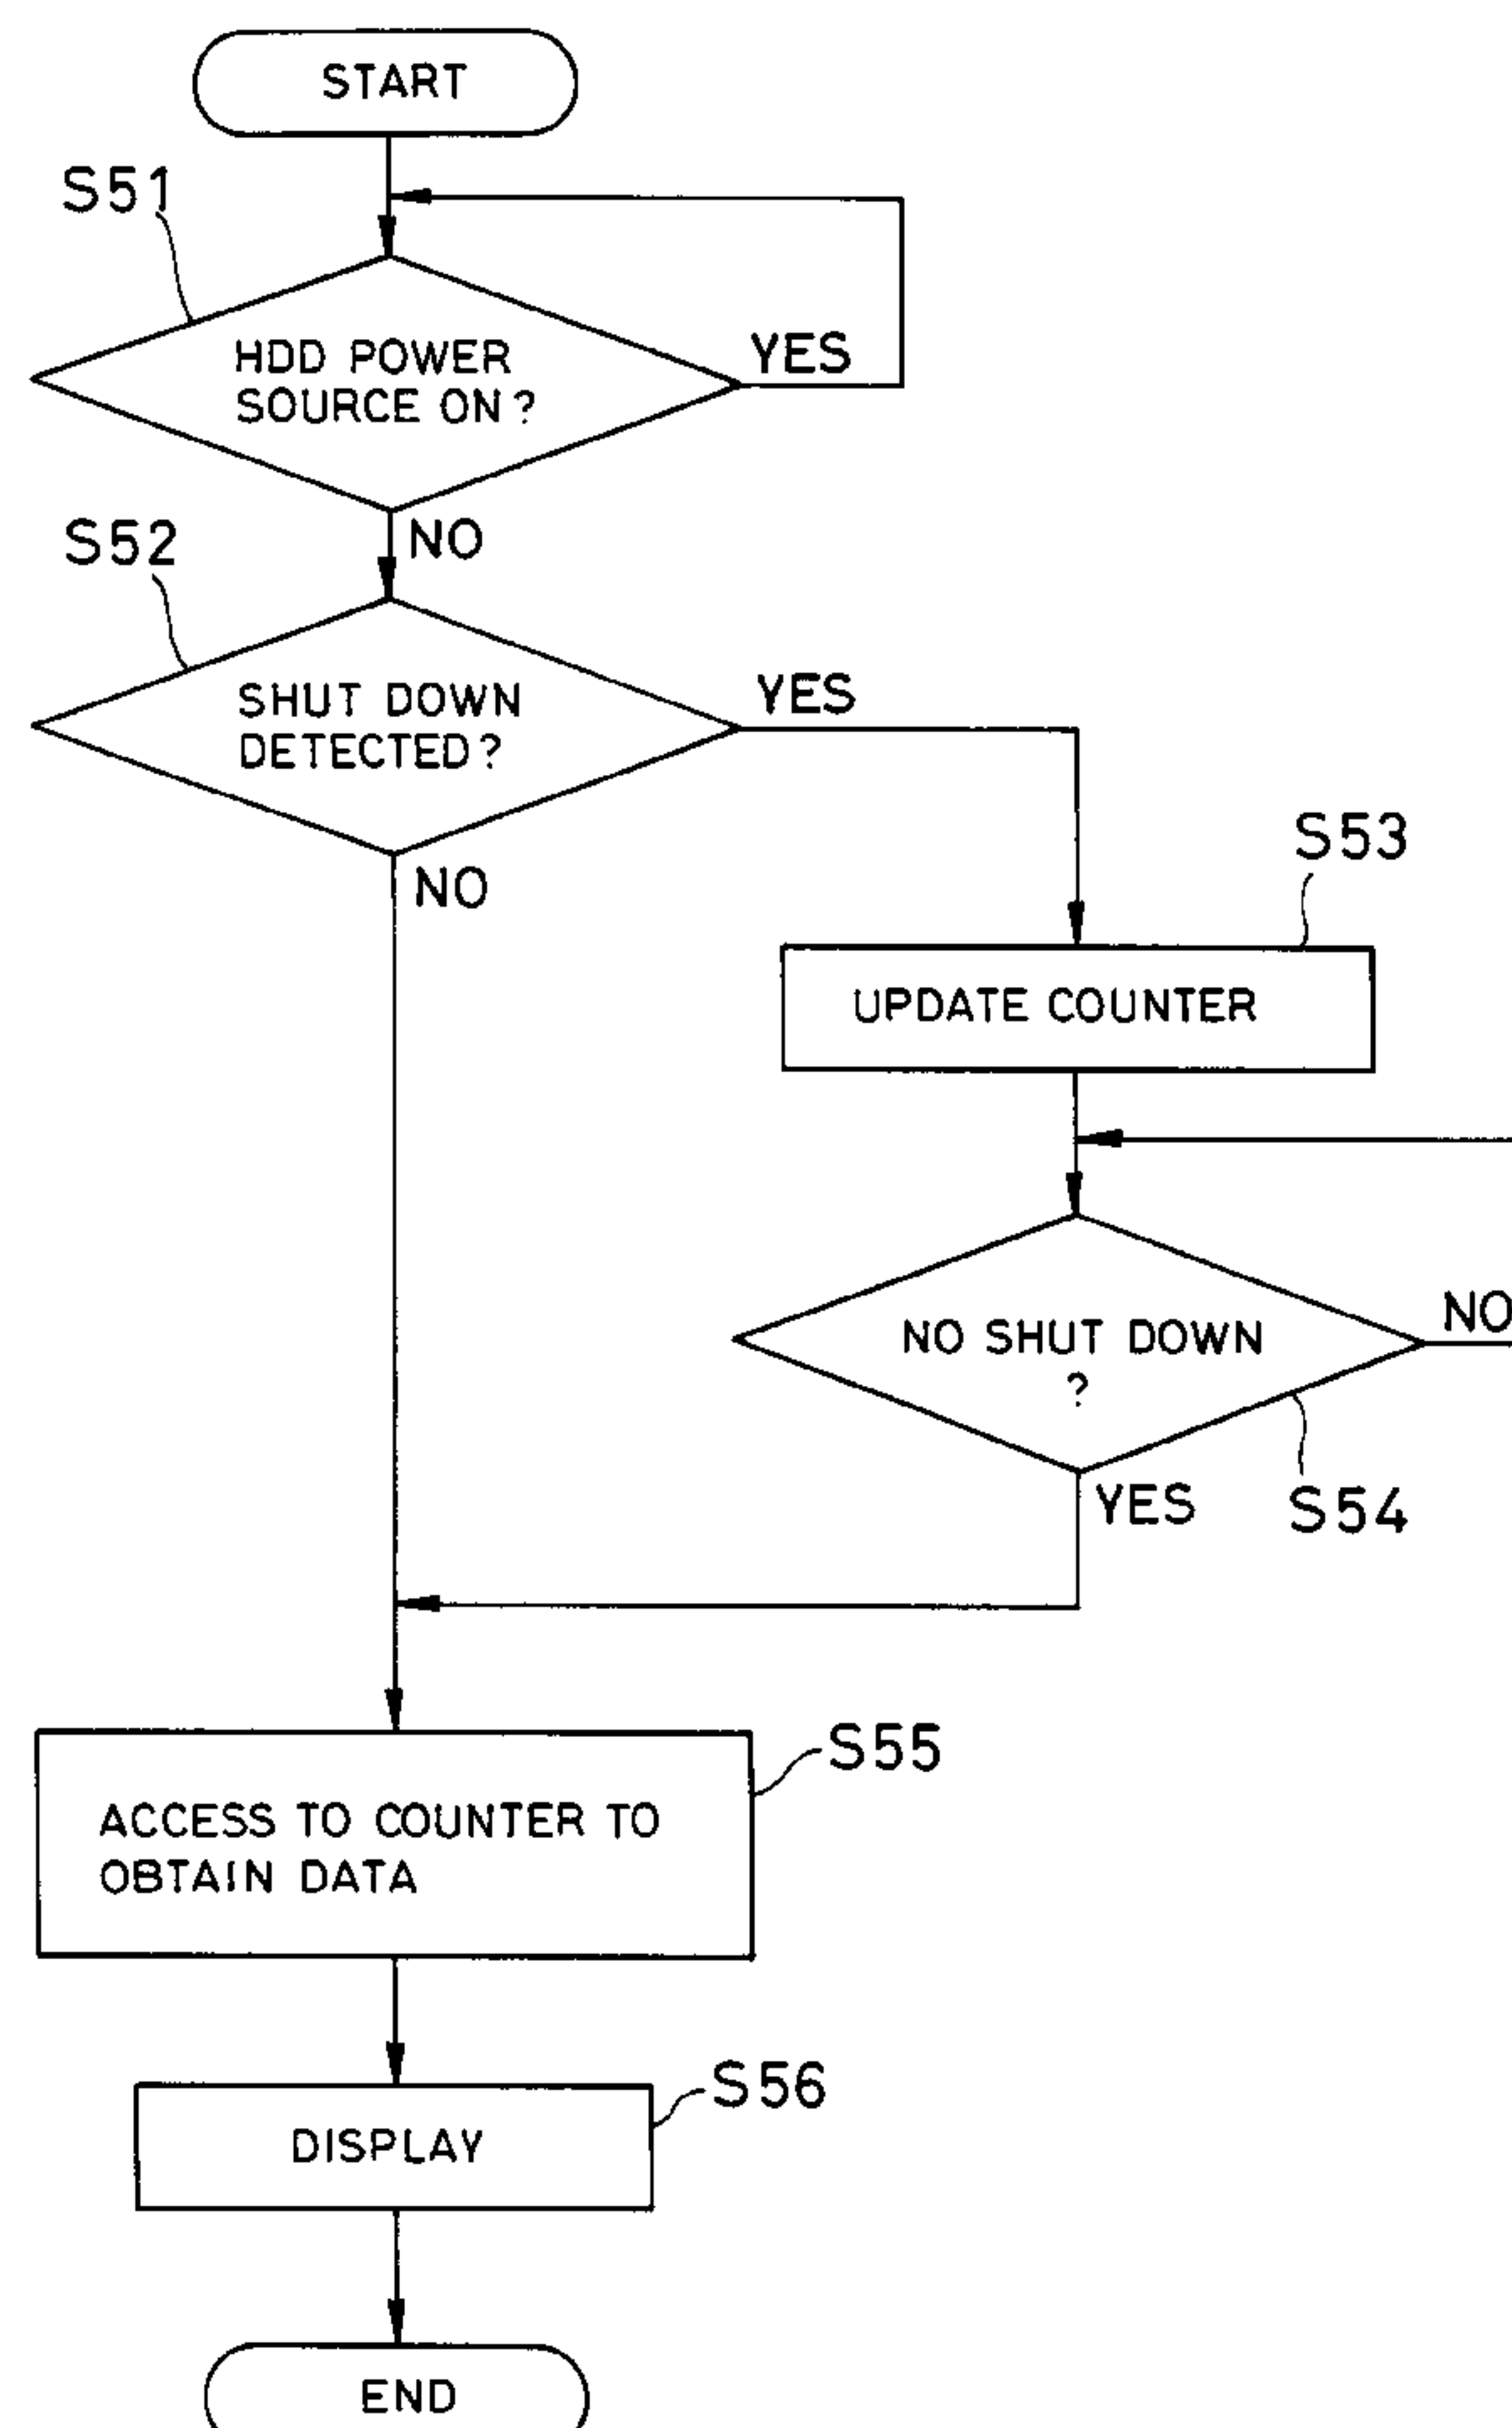 START
S51
HDD POWER
SOURCE ON?
YES
NO
S52
SHUT DOWN
DETECTED?
YES
NO
S53
UPDATE COUNTER
NO SHUT DOWN
?
NO
YES
S54
S55
ACCESS TO COUNTER TO
OBTAIN DATA
S56
DISPLAY
END